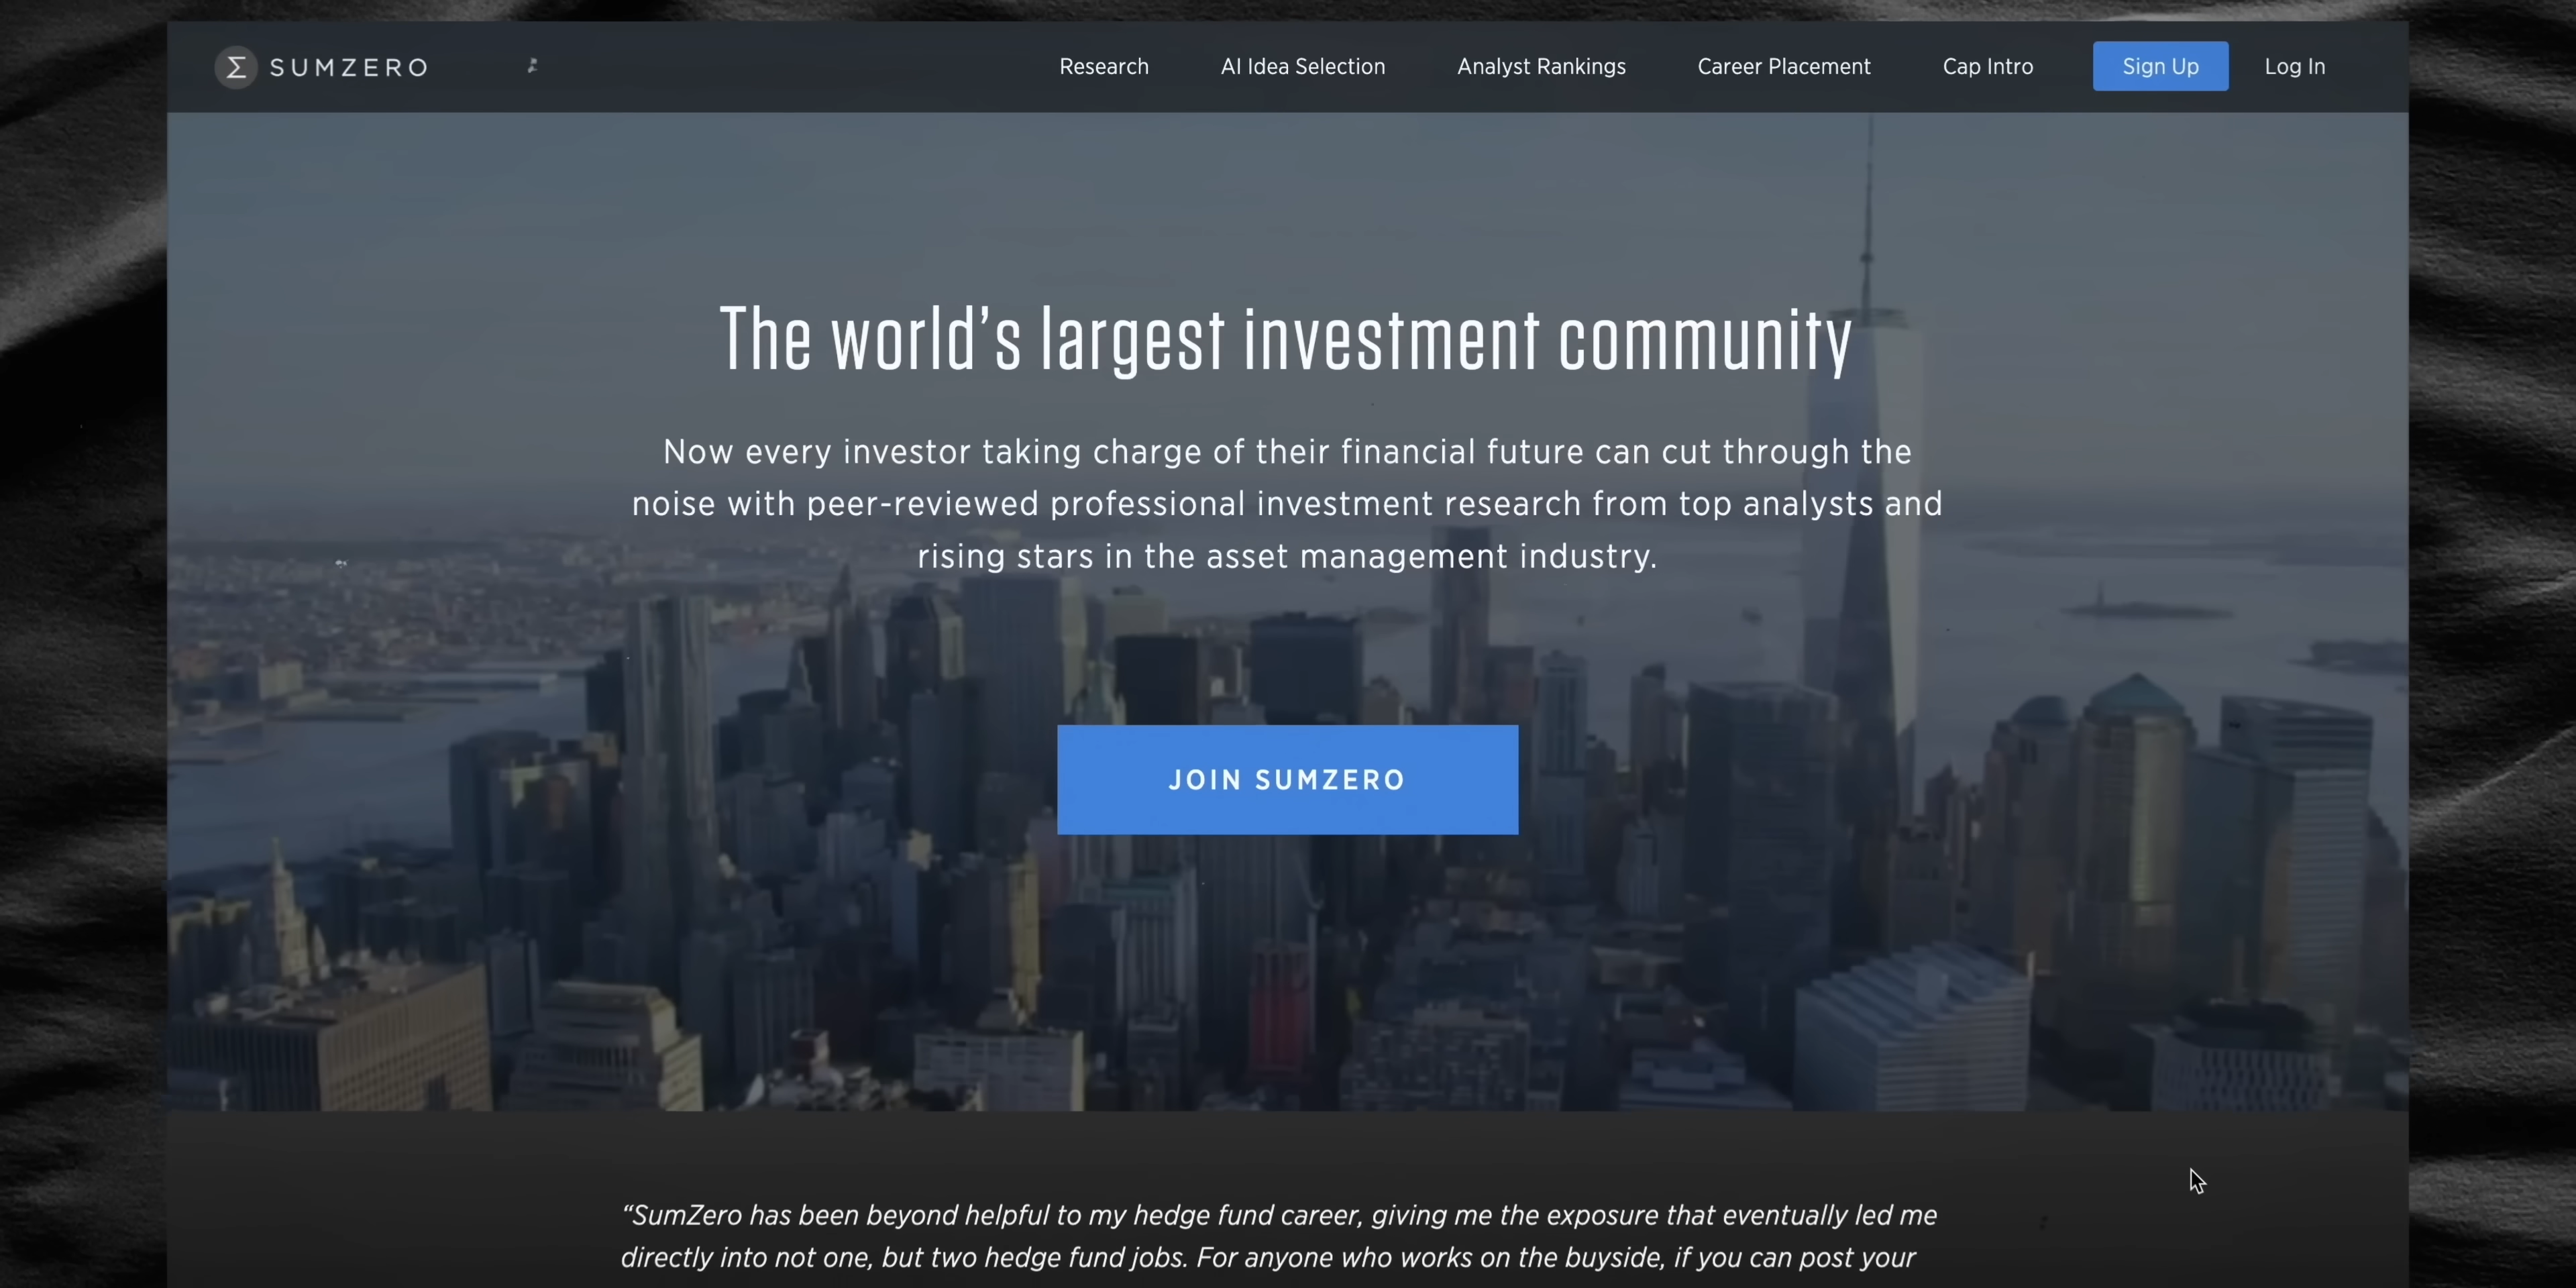 SUMZERO
Research
AI Idea Selection
Analyst Rankings
Career Placement
Cap Intro
Sign Up
Log In
The world’s largest investment community
Now every investor taking charge of their financial future can cut through the
noise with peer-reviewed professional investment research from top analysts and
rising stars in the asset management industry.
JOIN SUMZERO
“SumZero has been beyond helpful to my hedge fund career, giving me the exposure that eventually led me
directly into not one, but two hedge fund jobs. For anyone who works on the buyside, if you can post your